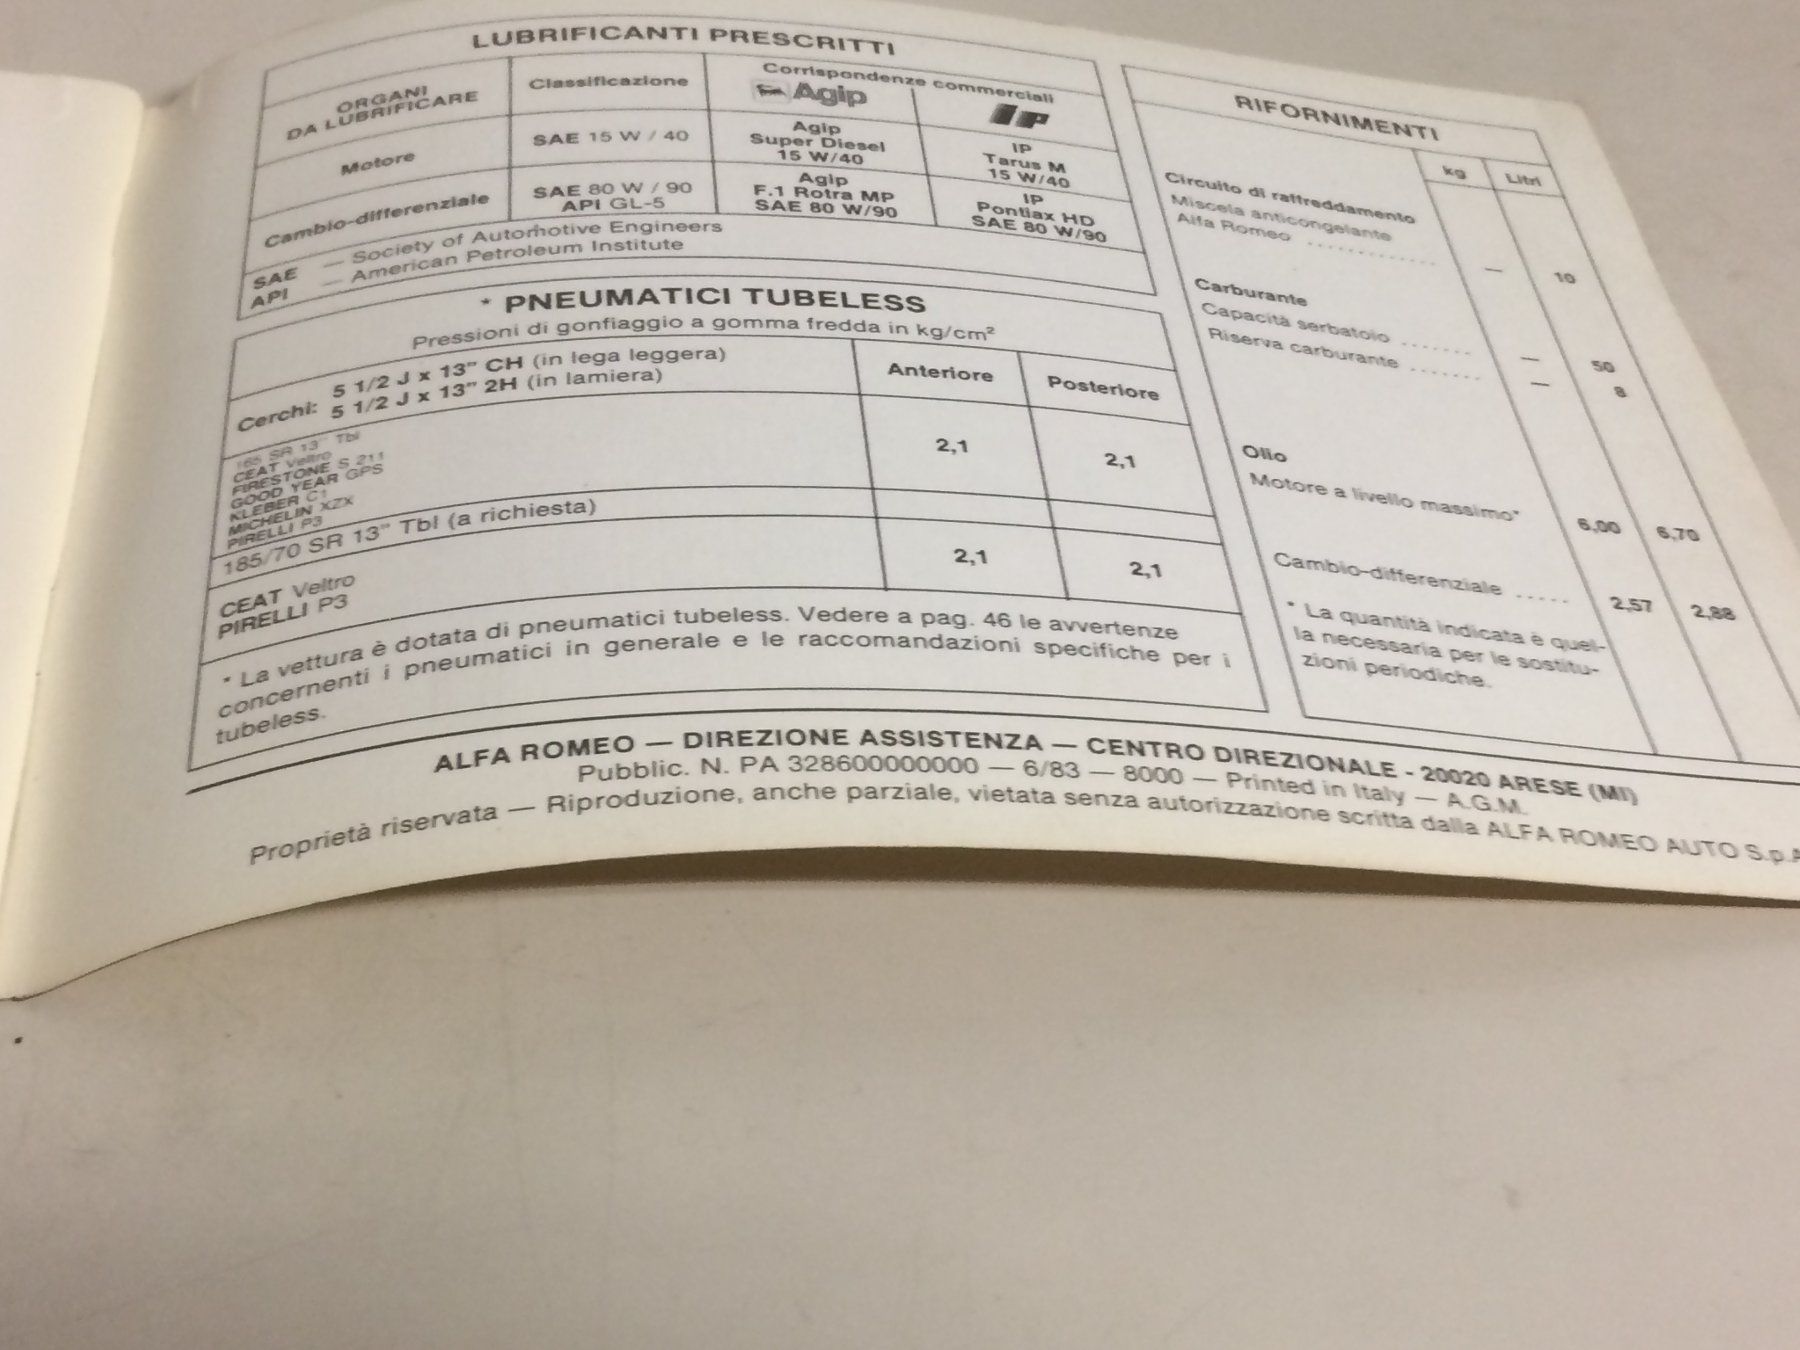 LUBRIFICANTI PRESCRITTI
ORGANI
DA LUBRIFICARE
Classificazione
Corrispondenze commerciali
Agip
IP
Motore
SAE 15 W / 40
Agip
Super Diesel
15 W/40
IP
Tarus M
15 W/40
Cambio-differenziale
SAE 80 W / 90
API GL-5
Agip
F.1 Rotra MP
SAE 80 W/90
IP
Pontiax HD
SAE 80 W/90
SAE — Society of Automotive Engineers
API — American Petroleum Institute
* PNEUMATICI TUBELESS
Pressioni di gonfiaggio a gomma fredda in kg/cm²
Cerchi: 5 1/2 J x 13" CH (in lega leggera)
5 1/2 J x 13" 2H (in lamiera)
Anteriore
Posteriore
165 SR 13" Tbl
CEAT Veltro
FIRESTONE S 211
GOOD YEAR GPS
KLEBER C1
MICHELIN XZX
PIRELLI P3
2,1
2,1
185/70 SR 13" Tbl (a richiesta)
CEAT Veltro
PIRELLI P3
2,1
2,1
* La vettura è dotata di pneumatici tubeless. Vedere a pag. 46 le avvertenze
concernenti i pneumatici in generale e le raccomandazioni specifiche per i
tubeless.
RIFORNIMENTI
kg
Litri
Circuito di raffreddamento
Miscela anticongelante
Alfa Romeo ............ — 10
Carburante
Capacità serbatoio ....... — 50
Riserva carburante ....... — 8
Olio
Motore a livello massimo* 6,00 6,70
Cambio-differenziale ..... 2,57 2,88
* La quantità indicata è quel-
la necessaria per le sostitu-
zioni periodiche.
ALFA ROMEO — DIREZIONE ASSISTENZA — CENTRO DIREZIONALE - 20020 ARESE (MI)
Pubblic. N. PA 328600000000 — 6/83 — 8000 — Printed in Italy — A.G.M.
Proprietà riservata — Riproduzione, anche parziale, vietata senza autorizzazione scritta dalla ALFA ROMEO AUTO S.p.A